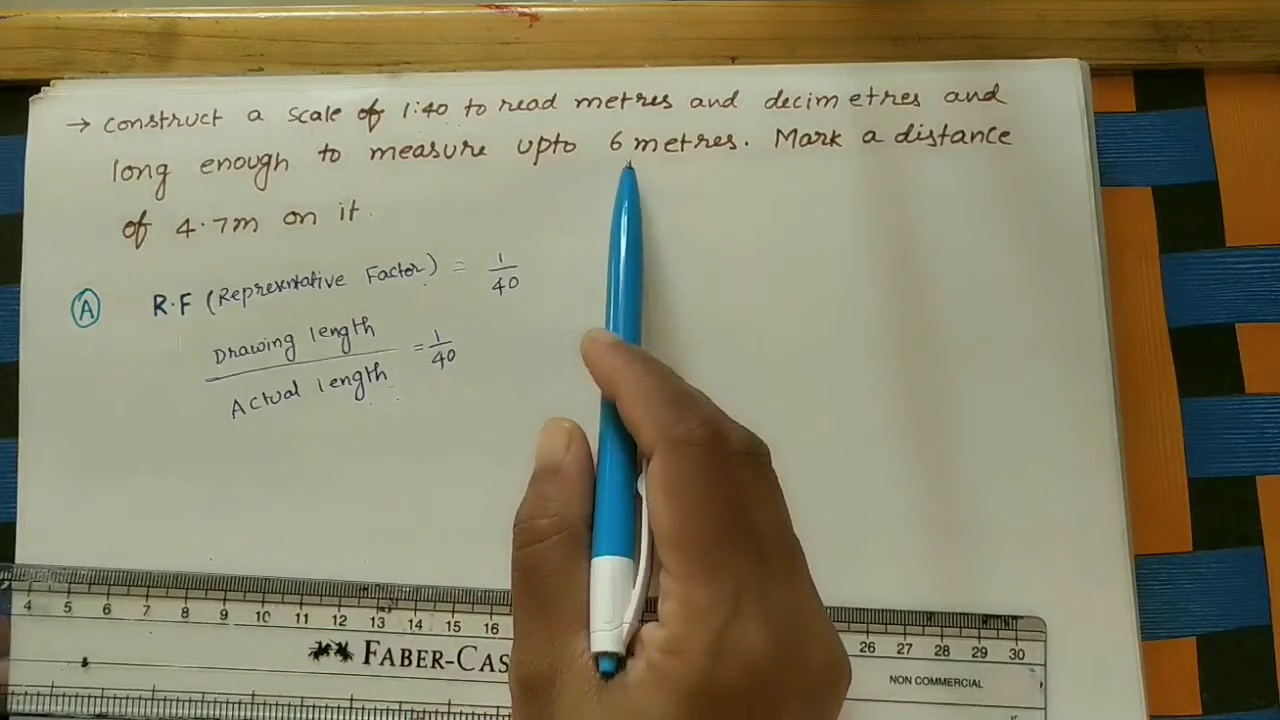 → construct a scale of 1:40 to read metres and decimetres and
long enough to measure upto 6 metres. Mark a distance
of 4.7m on it.
A R.F (Representative Factor) = 1/40
Drawing length / Actual length = 1/40
4 5 6 7 8 9 10 11 12 13 14 15 16 26 27 28 29 30
FABER-CAS
NON COMMERCIAL